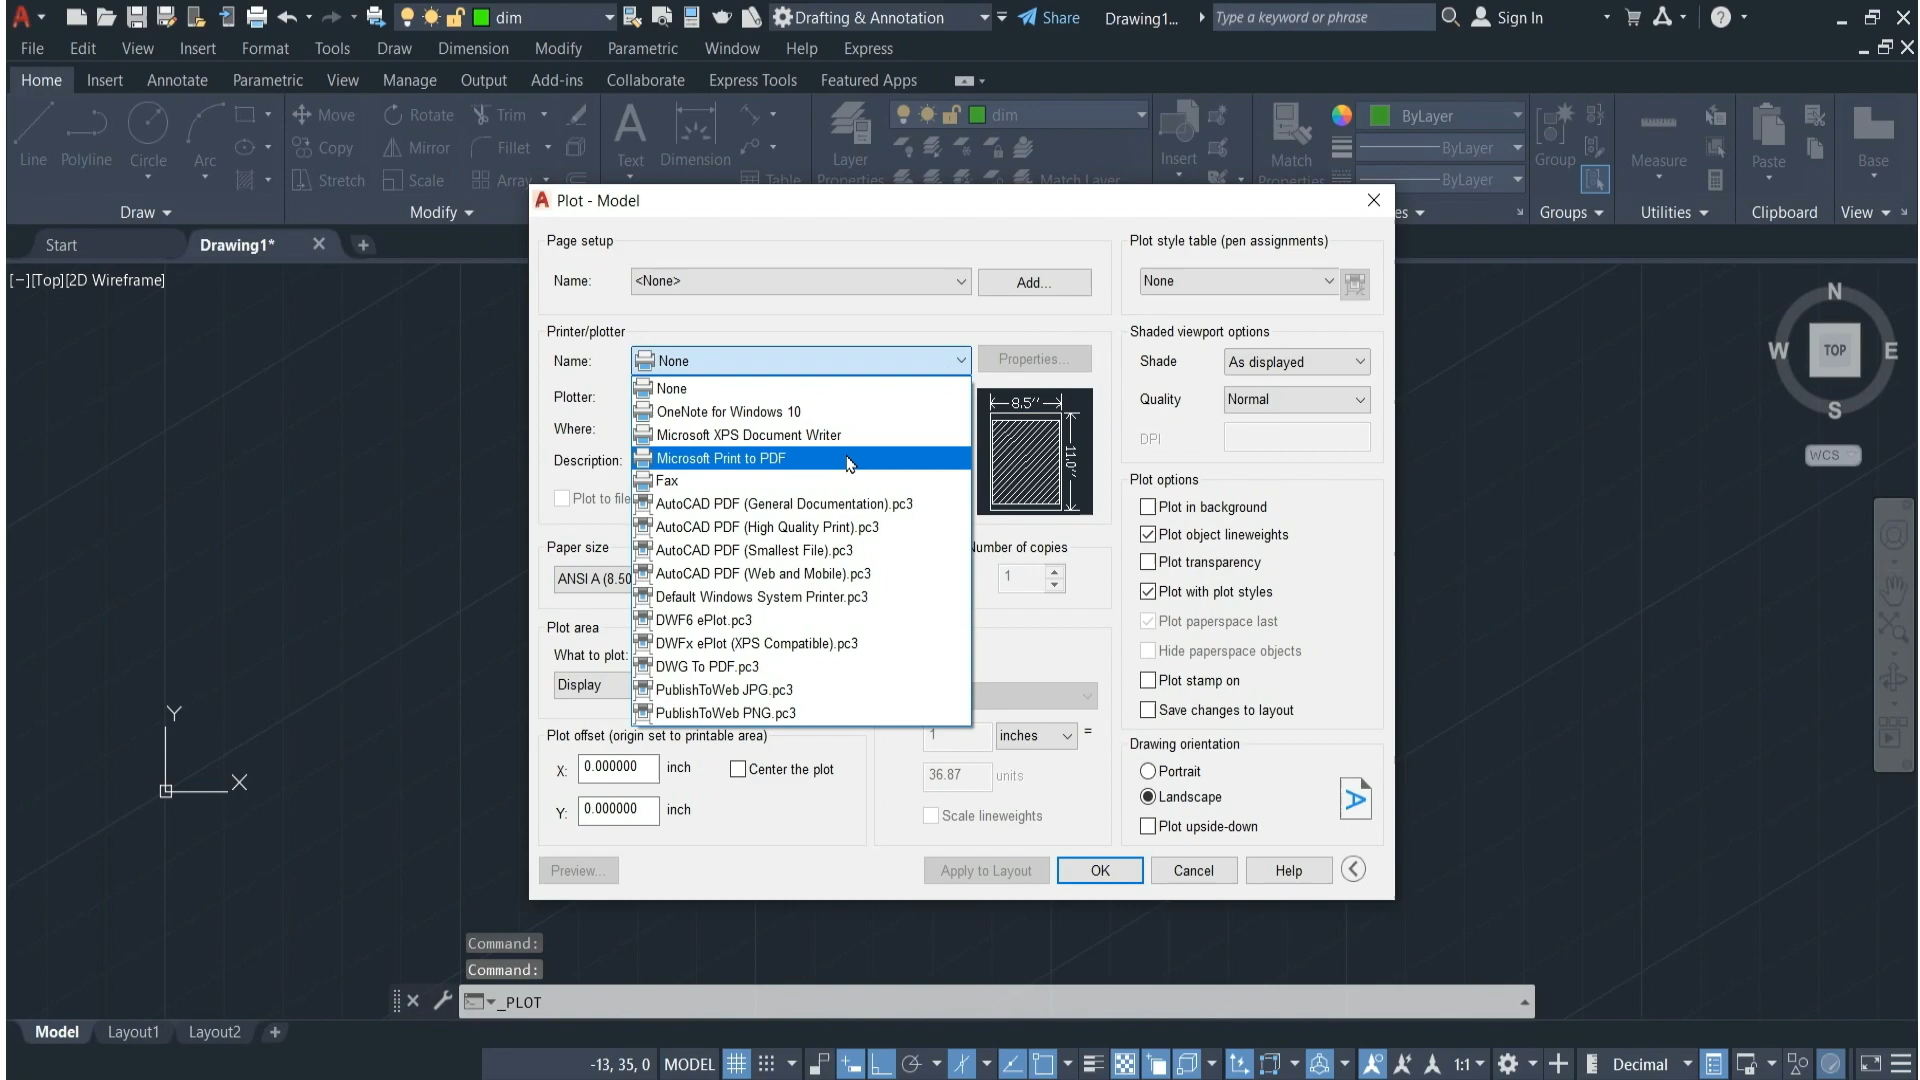 dim
Drafting & Annotation
Share
Drawing1...
Type a keyword or phrase
Sign In
File Edit View Insert Format Tools Draw Dimension Modify Parametric Window Help Express
Home Insert Annotate Parametric View Manage Output Add-ins Collaborate Express Tools Featured Apps
Line Polyline Circle Arc
Move Rotate Trim
Copy Mirror Fillet
Stretch Scale Array
Text Dimension
Table
Layer
Properties
dim
Match Layer
Insert
Match
Properties
ByLayer
ByLayer
ByLayer
Group
Measure
Paste
Base
Draw Modify
es Groups Utilities Clipboard View
Start Drawing1*
[−][Top][2D Wireframe]
Plot - Model
Page setup
Name: <None> Add...
Printer/plotter
Name: None Properties...
Plotter:
Where:
Description:
Plot to file
None
OneNote for Windows 10
Microsoft XPS Document Writer
Microsoft Print to PDF
Fax
AutoCAD PDF (General Documentation).pc3
AutoCAD PDF (High Quality Print).pc3
AutoCAD PDF (Smallest File).pc3
AutoCAD PDF (Web and Mobile).pc3
Default Windows System Printer.pc3
DWF6 ePlot.pc3
DWFx ePlot (XPS Compatible).pc3
DWG To PDF.pc3
PublishToWeb JPG.pc3
PublishToWeb PNG.pc3
8.5″
11.0″
Paper size
ANSI A (8.50
Number of copies
1
Plot area
What to plot:
Display
Plot offset (origin set to printable area)
X: 0.000000 inch Center the plot
Y: 0.000000 inch
1 inches =
36.87 units
Scale lineweights
Plot style table (pen assignments)
None
Shaded viewport options
Shade As displayed
Quality Normal
DPI
Plot options
Plot in background
Plot object lineweights
Plot transparency
Plot with plot styles
Plot paperspace last
Hide paperspace objects
Plot stamp on
Save changes to layout
Drawing orientation
Portrait
Landscape
Plot upside-down
A
Preview... Apply to Layout OK Cancel Help
N
W TOP E
S
WCS
Y
X
Command:
Command:
_PLOT
Model Layout1 Layout2
-13, 35, 0 MODEL 1:1 Decimal